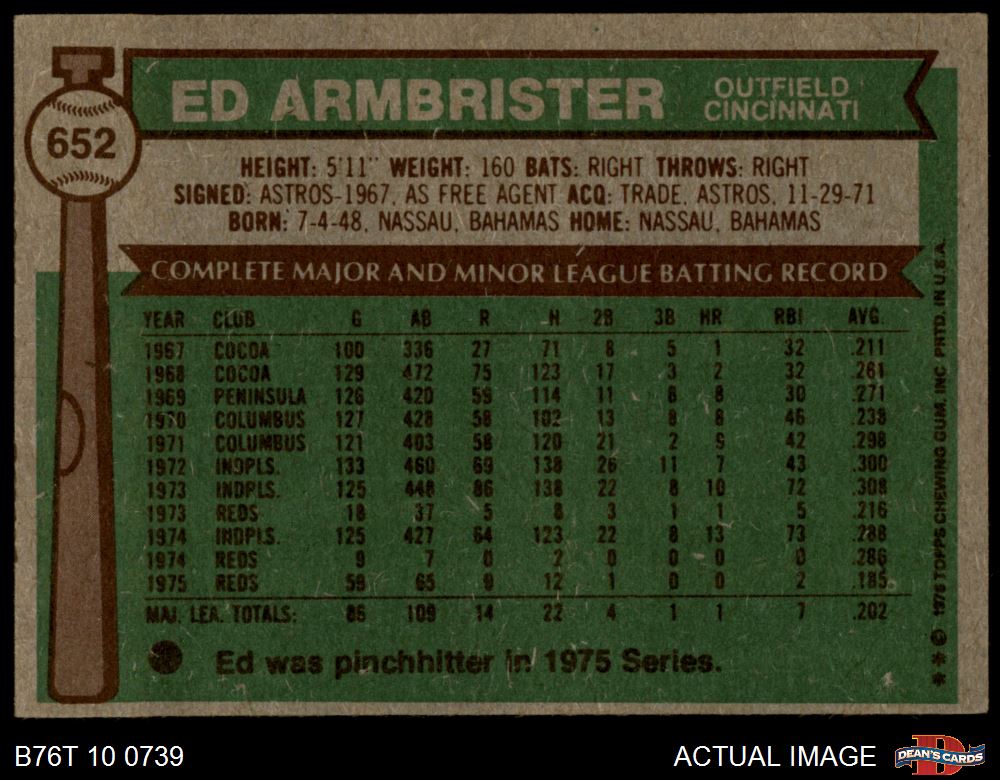 652
ED ARMBRISTER
OUTFIELD
CINCINNATI
HEIGHT: 5'11" WEIGHT: 160 BATS: RIGHT THROWS: RIGHT
SIGNED: ASTROS-1967, AS FREE AGENT ACQ: TRADE, ASTROS, 11-29-71
BORN: 7-4-48, NASSAU, BAHAMAS HOME: NASSAU, BAHAMAS
COMPLETE MAJOR AND MINOR LEAGUE BATTING RECORD
YEAR CLUB G AB R H 2B 3B HR RBI AVG.
1967 COCOA 100 336 27 71 8 5 1 32 .211
1968 COCOA 129 472 75 123 17 3 2 32 .261
1969 PENINSULA 126 420 59 114 11 8 8 30 .271
1970 COLUMBUS 127 428 58 102 13 8 8 46 .238
1971 COLUMBUS 121 403 58 120 21 2 9 42 .298
1972 INDPLS. 133 460 69 138 26 11 7 43 .300
1973 INDPLS. 125 448 86 138 22 8 10 72 .308
1973 REDS 18 37 5 8 3 1 1 5 .216
1974 INDPLS. 125 427 64 123 22 8 13 73 .288
1974 REDS 9 7 0 2 0 0 0 0 .286
1975 REDS 59 65 9 12 1 0 0 2 .185
MAJ. LEA. TOTALS: 86 109 14 22 4 1 1 7 .202
Ed was pinchhitter in 1975 Series.
** © 1976 TOPPS CHEWING GUM, INC. PRTD. IN U.S.A.
B76T 10 0739
ACTUAL IMAGE
D
DEAN'S CARDS